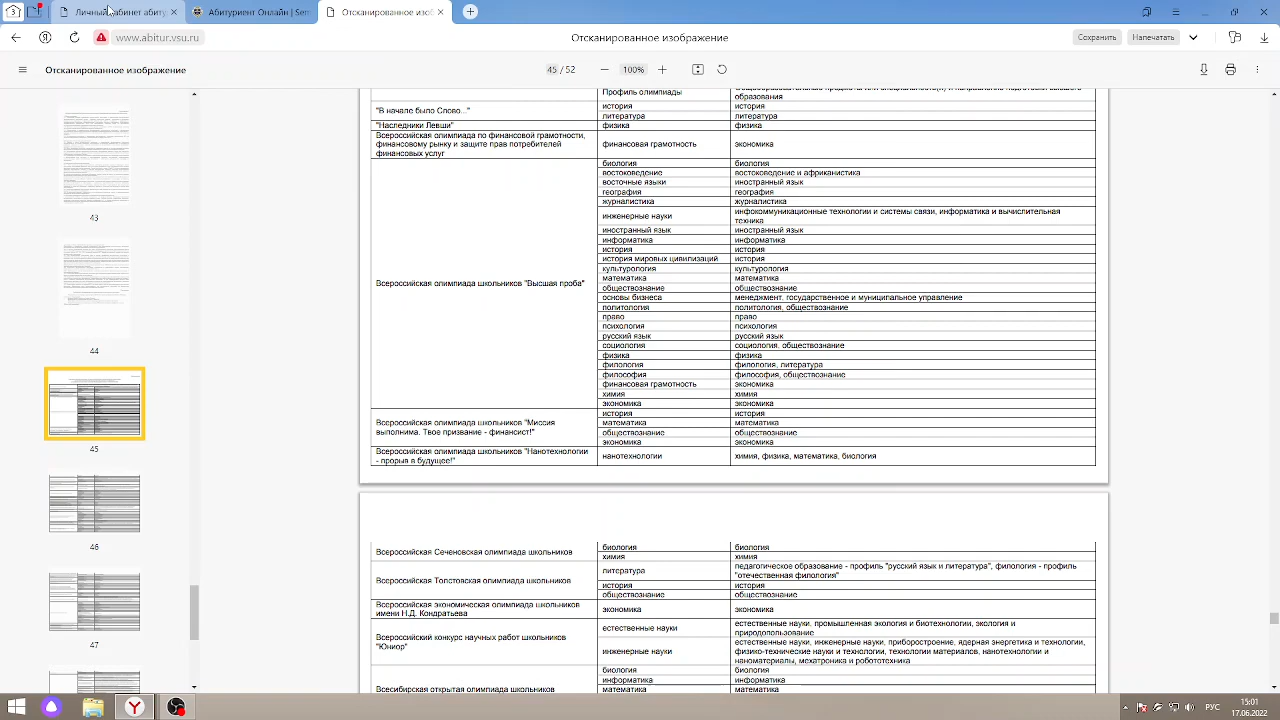 Личный кабинет абиту
Абитуриент Онлайн | Sem
Отсканированное изобр
www.abitur.vsu.ru
Отсканированное изображение
Сохранить
Напечатать
Отсканированное изображение
45 / 52
100%
43
44
45
46
47
Профиль олимпиады
образования
"В начале было Слово..."
история
история
литература
литература
"Наследники Левши"
физика
физика
Всероссийская олимпиада по финансовой грамотности,
финансовому рынку и защите прав потребителей
финансовых услуг
финансовая грамотность
экономика
Всероссийская олимпиада школьников "Высшая проба"
биология
биология
востоковедение
востоковедение и африканистика
восточные языки
иностранный язык
география
география
журналистика
журналистика
инженерные науки
инфокоммуникационные технологии и системы связи, информатика и вычислительная
техника
иностранный язык
иностранный язык
информатика
информатика
история
история
история мировых цивилизаций
история
культурология
культурология
математика
математика
обществознание
обществознание
основы бизнеса
менеджмент, государственное и муниципальное управление
политология
политология, обществознание
право
право
психология
психология
русский язык
русский язык
социология
социология, обществознание
физика
физика
филология
филология, литература
философия
философия, обществознание
финансовая грамотность
экономика
химия
химия
экономика
экономика
Всероссийская олимпиада школьников "Миссия
выполнима. Твое призвание - финансист!"
история
история
математика
математика
обществознание
обществознание
экономика
экономика
Всероссийская олимпиада школьников "Нанотехнологии
- прорыв в будущее!"
нанотехнологии
химия, физика, математика, биология
Всероссийская Сеченовская олимпиада школьников
биология
биология
химия
химия
Всероссийская Толстовская олимпиада школьников
литература
педагогическое образование - профиль "русский язык и литература", филология - профиль
"отечественная филология"
история
история
обществознание
обществознание
Всероссийская экономическая олимпиада школьников
имени Н.Д. Кондратьева
экономика
экономика
Всероссийский конкурс научных работ школьников
"Юниор"
естественные науки
естественные науки, промышленная экология и биотехнологии, экология и
природопользование
инженерные науки
естественные науки, инженерные науки, приборостроение, ядерная энергетика и технологии,
физико-технические науки и технологии, технологии материалов, нанотехнологии и
наноматериалы, мехатроника и робототехника
Всесибирская открытая олимпиада школьников
биология
биология
информатика
информатика
математика
математика
РУС
15:01
17.06.2022